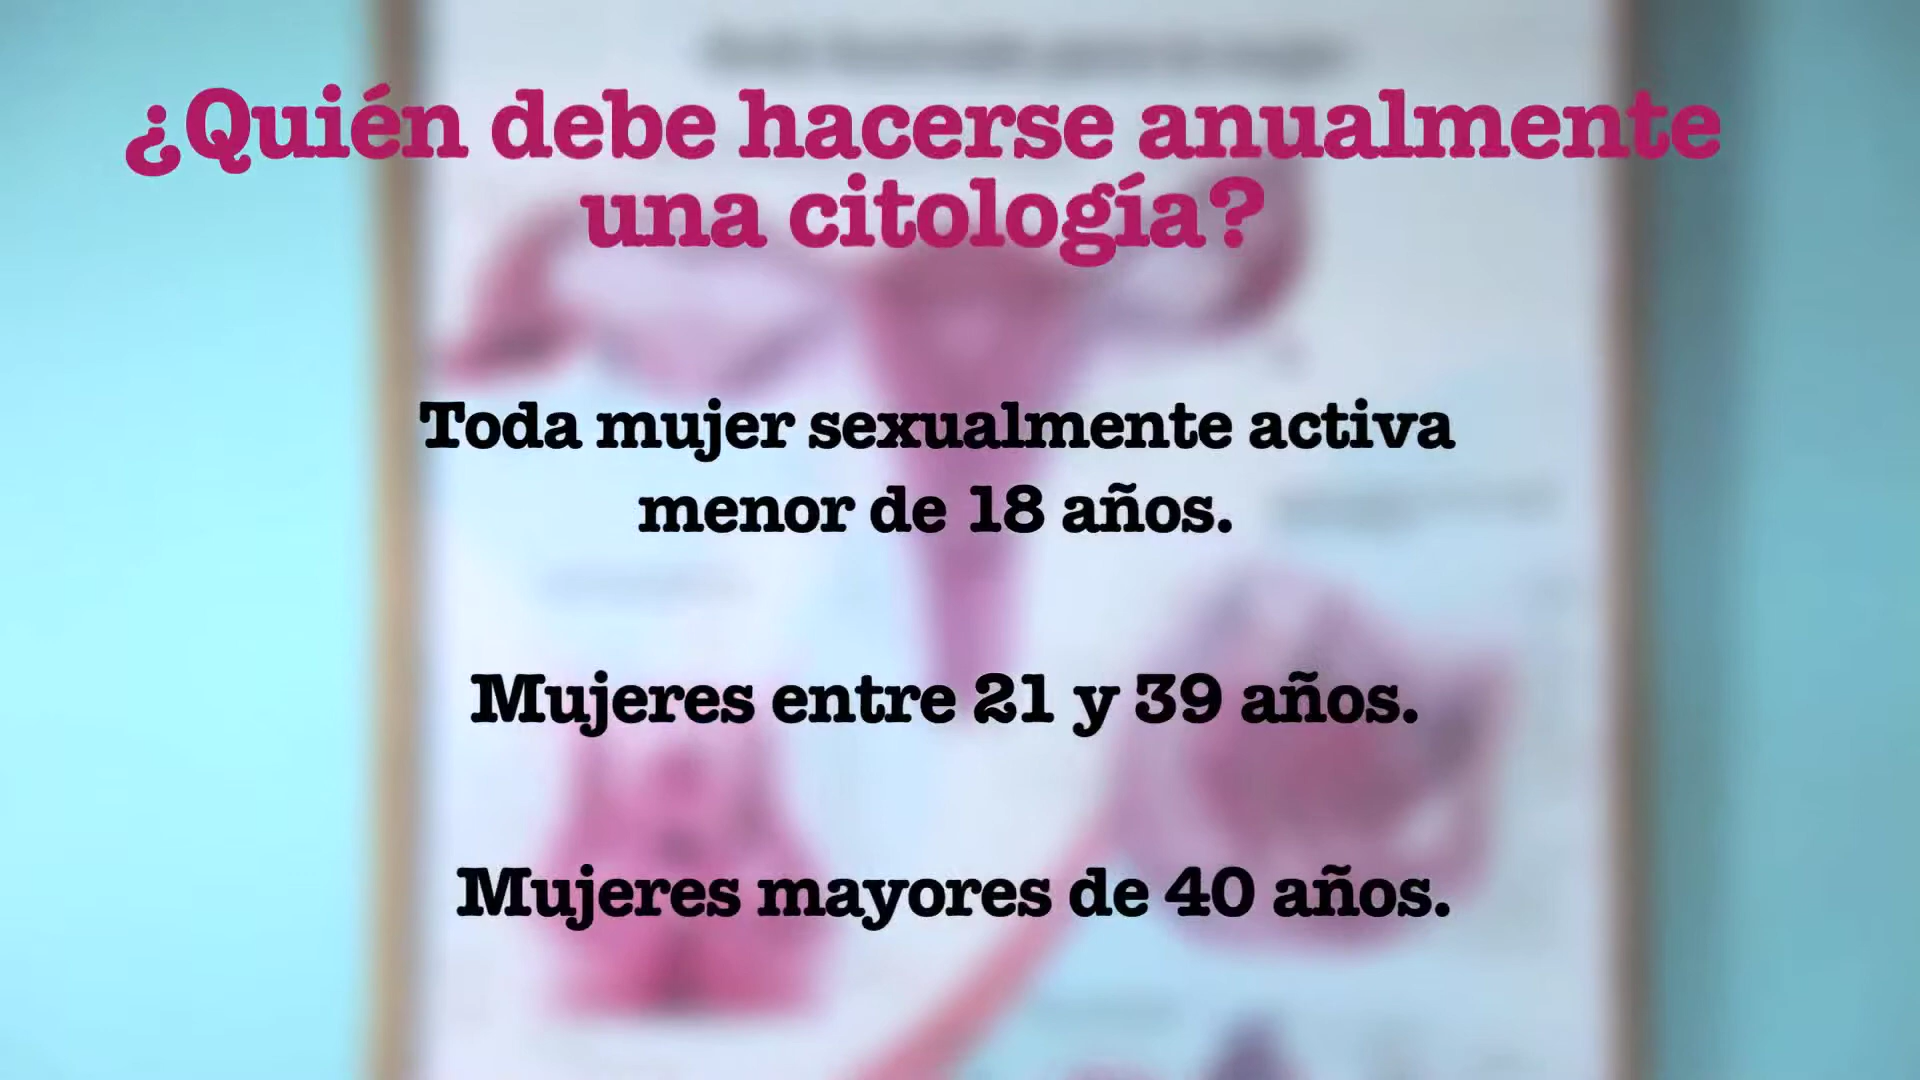 ¿Quién debe hacerse anualmente
una citología?
Toda mujer sexualmente activa
menor de 18 años.
Mujeres entre 21 y 39 años.
Mujeres mayores de 40 años.